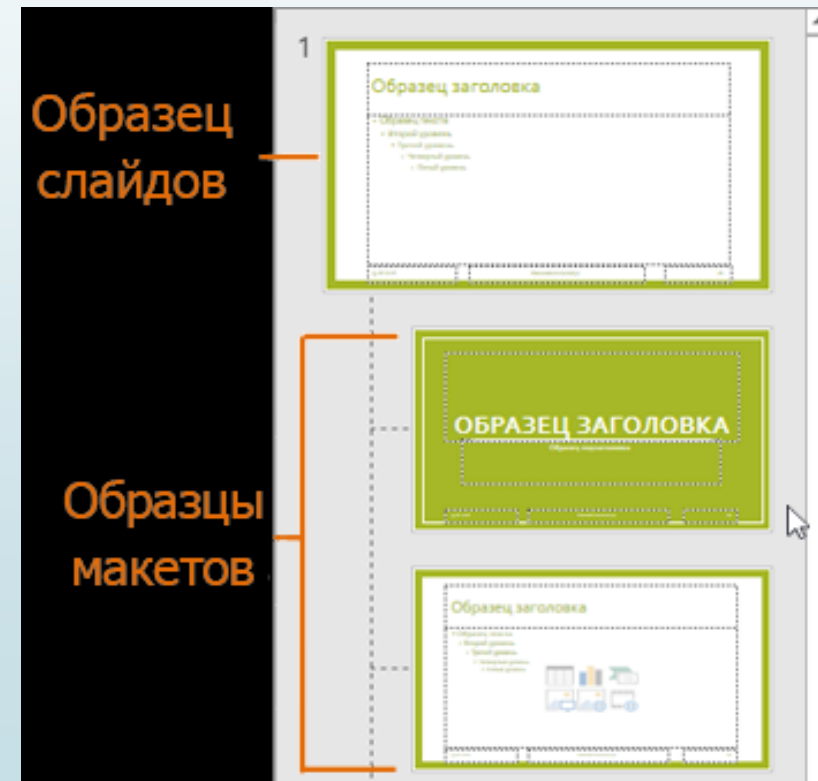 1
Образец
слайдов
Образец заголовка
Образец текста
Второй уровень
Третий уровень
Четвертый уровень
Пятый уровень
Образцы
макетов
ОБРАЗЕЦ ЗАГОЛОВКА
Образец подзаголовка
Образец заголовка
Образец текста
Второй уровень
Третий уровень
Четвертый уровень
Пятый уровень